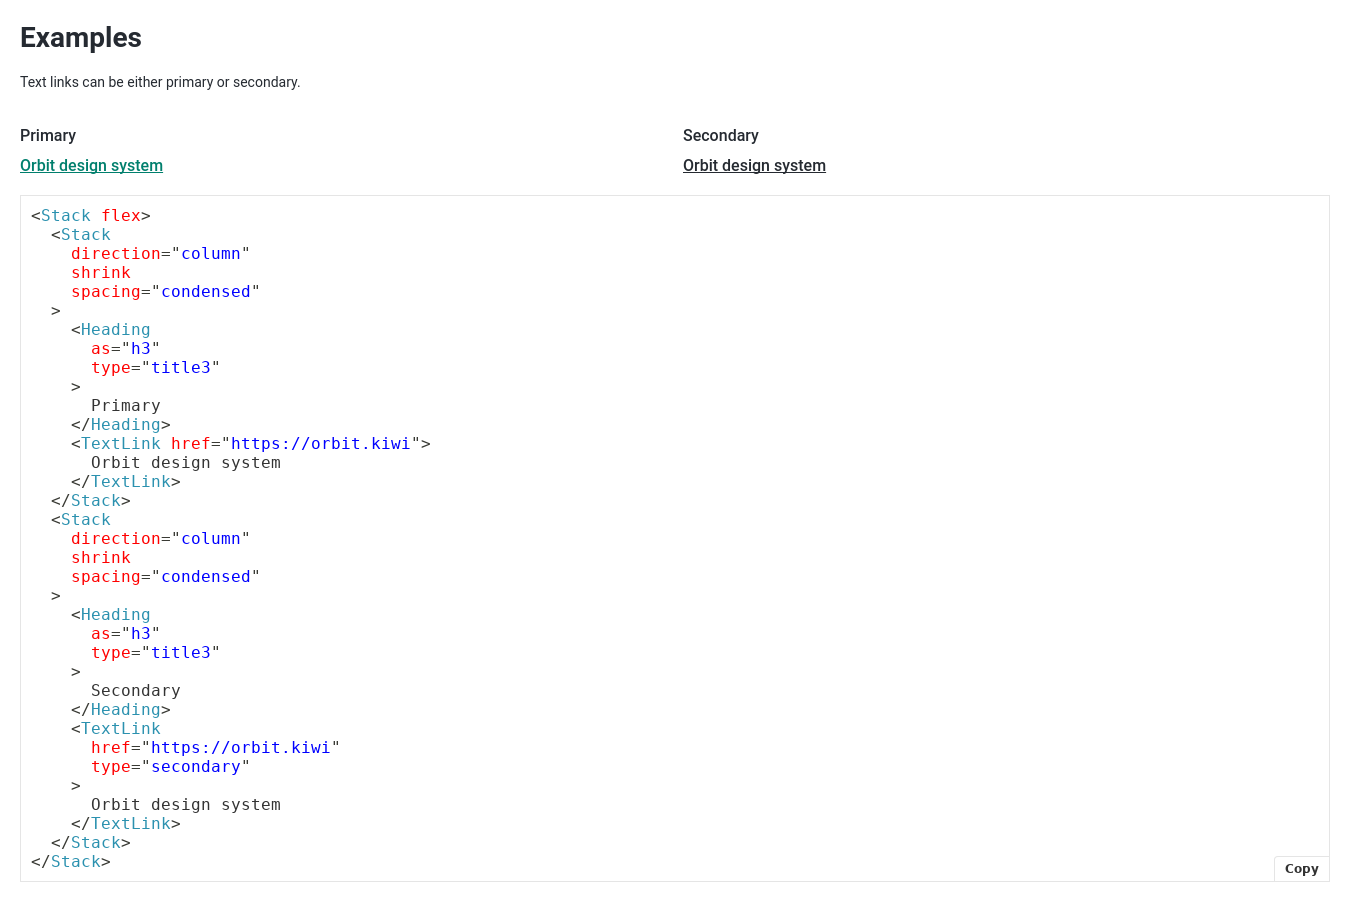 Examples
Text links can be either primary or secondary.
Primary
Secondary
Orbit design system
Orbit design system
<Stack flex>
  <Stack
    direction="column"
    shrink
    spacing="condensed"
  >
    <Heading
      as="h3"
      type="title3"
    >
      Primary
    </Heading>
    <TextLink href="https://orbit.kiwi">
      Orbit design system
    </TextLink>
  </Stack>
  <Stack
    direction="column"
    shrink
    spacing="condensed"
  >
    <Heading
      as="h3"
      type="title3"
    >
      Secondary
    </Heading>
    <TextLink
      href="https://orbit.kiwi"
      type="secondary"
    >
      Orbit design system
    </TextLink>
  </Stack>
</Stack>
Copy